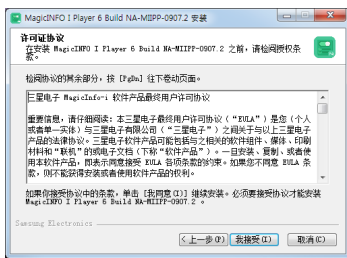 MagicINFO I Player 6 Build NA-MIIPP-0907.2 安装
许可证协议
在安装 MagicINFO I Player 6 Build NA-MIIPP-0907.2 之前，请检阅授权条
款。
检阅协议的其余部分，按 [PgDn] 往下卷动页面。
三星电子 MagicInfo-i 软件产品最终用户许可协议
重要信息，请仔细阅读：本三星电子最终用户许可协议（“EULA”）是您（个人
或者单一实体）与三星电子有限公司（“三星电子”）之间关于与以上三星电子
产品的法律协议。三星电子软件产品可能包括与之相关的软件组件、媒体、印刷
材料和“联机”的或电子文档（下称“软件产品”）。一旦安装、复制、或者使
用本软件产品，即表示同意接受 EULA 各项条款的约束。如果您不同意 EULA 条
款，则不能获得安装或者使用软件产品的权利。
如果你接受协议中的条款，单击 [我同意(I)] 继续安装。必须要接受协议才能安装
MagicINFO I Player 6 Build NA-MIIPP-0907.2 。
Samsung Electronics
< 上一步(P)
我接受(I)
取消(C)